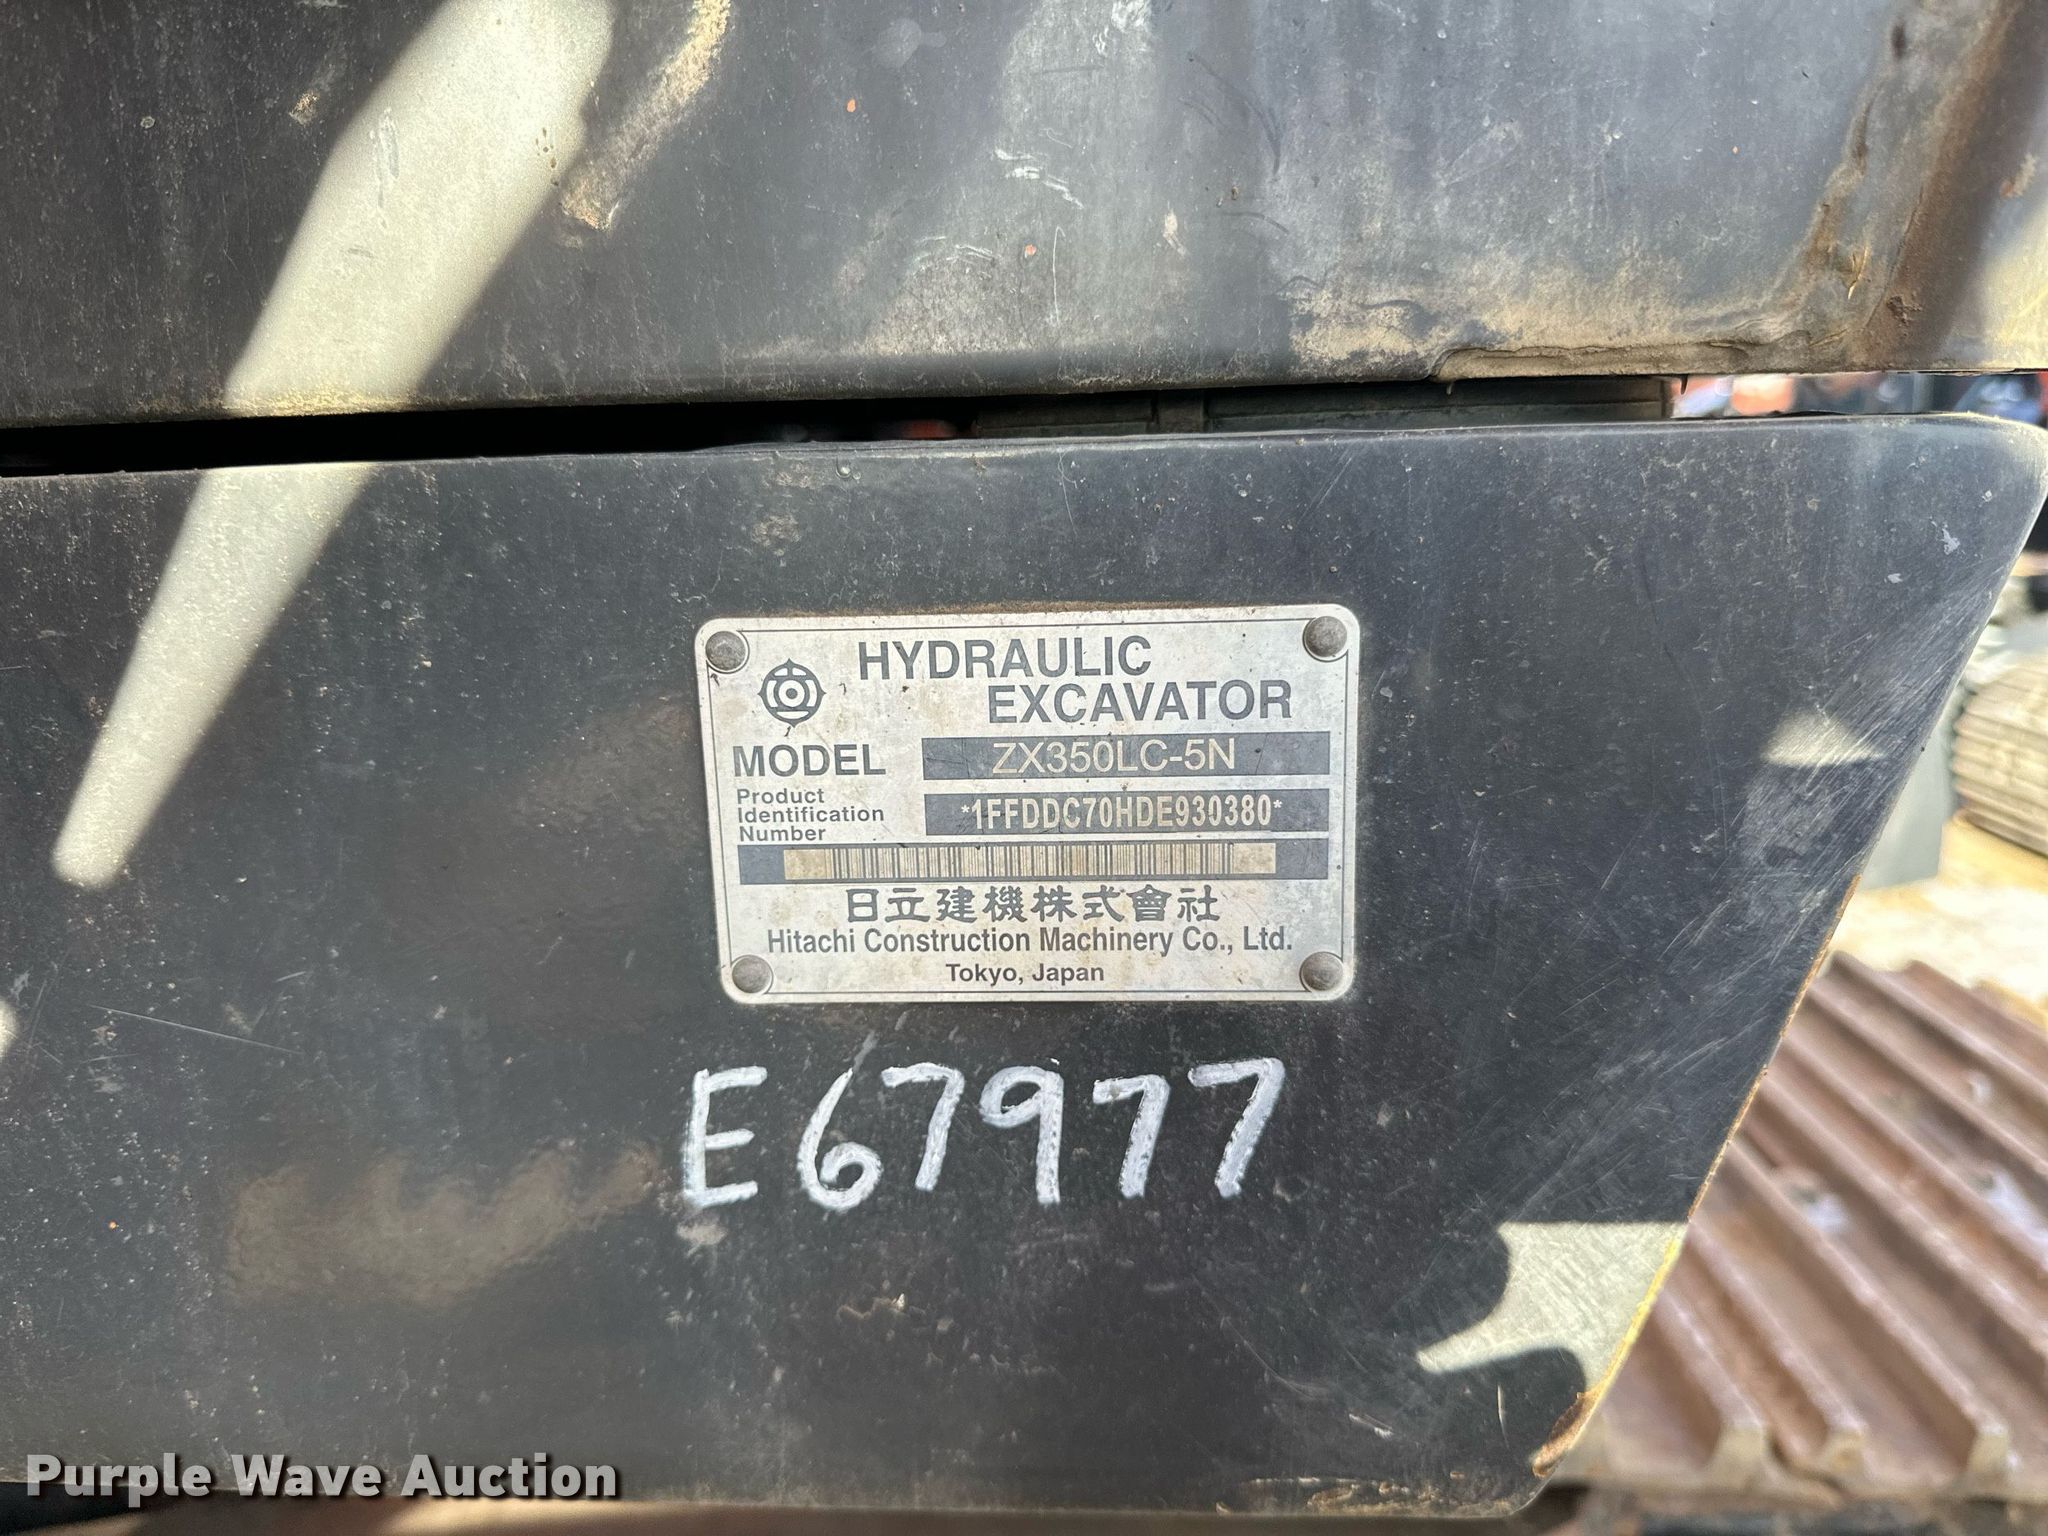 HYDRAULIC
EXCAVATOR
MODEL ZX350LC-5N
Product
Identification
Number
*1FFDDC70HDE930380*
日立建機株式會社
Hitachi Construction Machinery Co., Ltd.
Tokyo, Japan
E67977
Purple Wave Auction